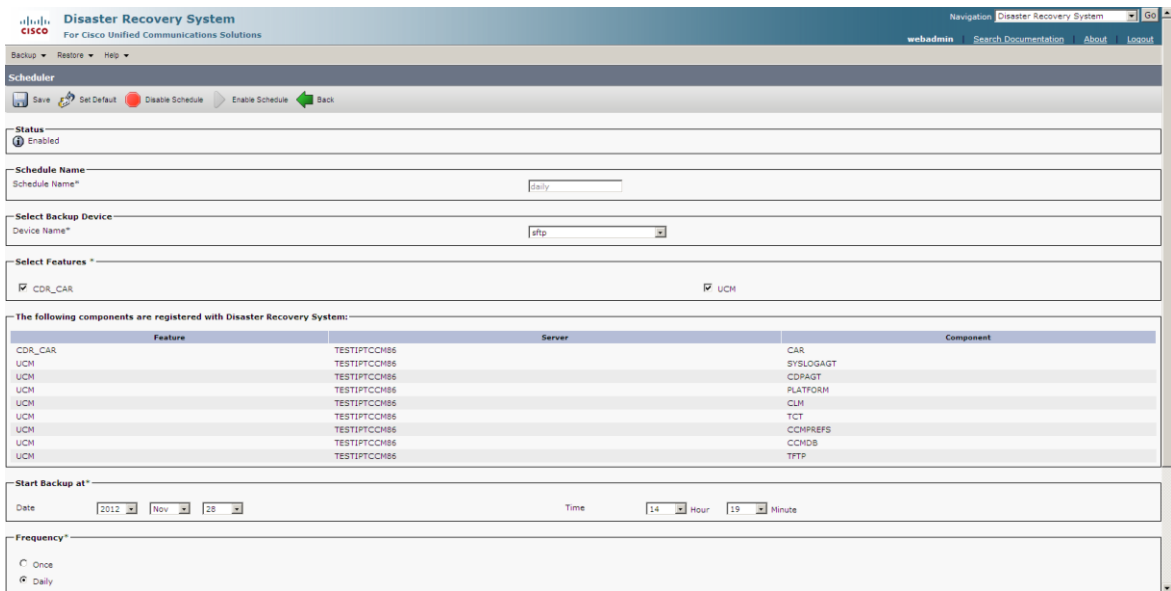 Disaster Recovery System
Navigation Disaster Recovery System Go
CISCO For Cisco Unified Communications Solutions
webadmin Search Documentation About Logout
Backup Restore Help
Scheduler
Save Set Default Disable Schedule Enable Schedule Back
Status
Enabled
Schedule Name
Schedule Name* daily
Select Backup Device
Device Name* sftp
Select Features *
CDR_CAR UCM
The following components are registered with Disaster Recovery System:
Feature Server Component
CDR_CAR TESTIPTCCM86 CAR
UCM TESTIPTCCM86 SYSLOGAGT
UCM TESTIPTCCM86 CDPAGT
UCM TESTIPTCCM86 PLATFORM
UCM TESTIPTCCM86 CLM
UCM TESTIPTCCM86 TCT
UCM TESTIPTCCM86 CCMPREFS
UCM TESTIPTCCM86 CCMDB
UCM TESTIPTCCM86 TFTP
Start Backup at*
Date 2012 Nov 28 Time 14 Hour 19 Minute
Frequency*
Once
Daily